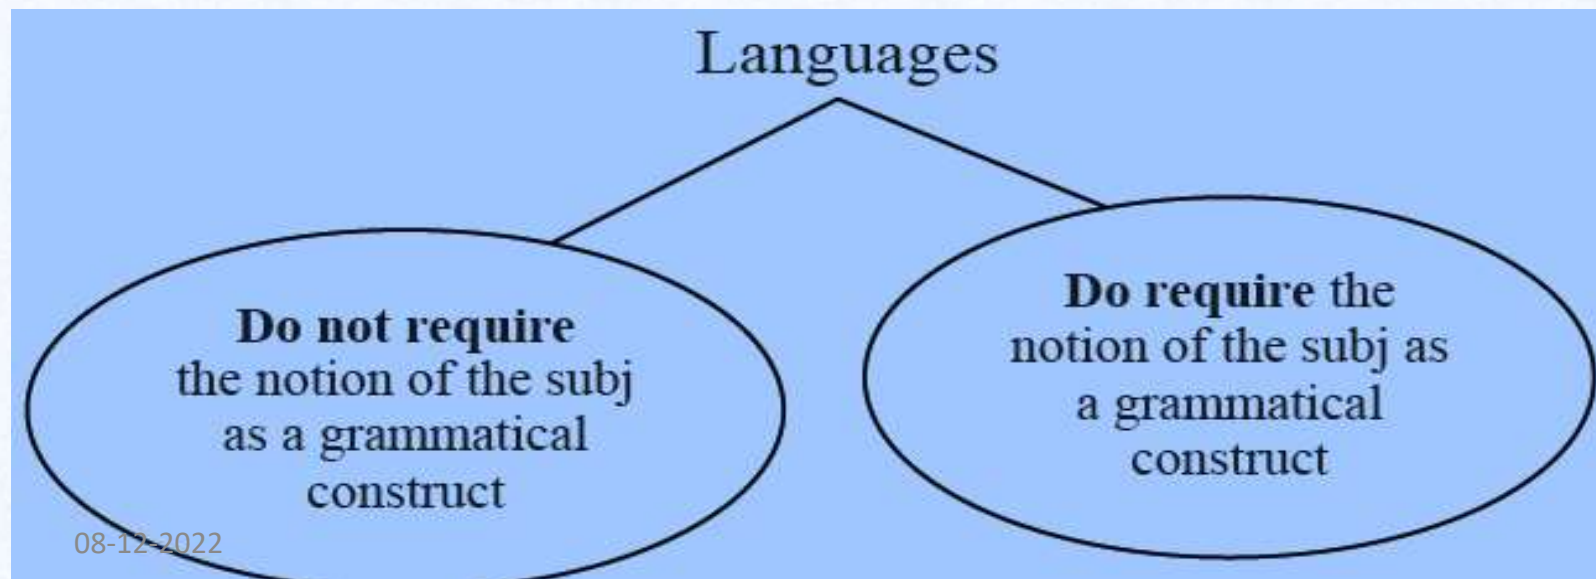 Languages
Do not require
the notion of the subj
as a grammatical
construct
Do require the
notion of the subj as
a grammatical
construct
08-12-2022